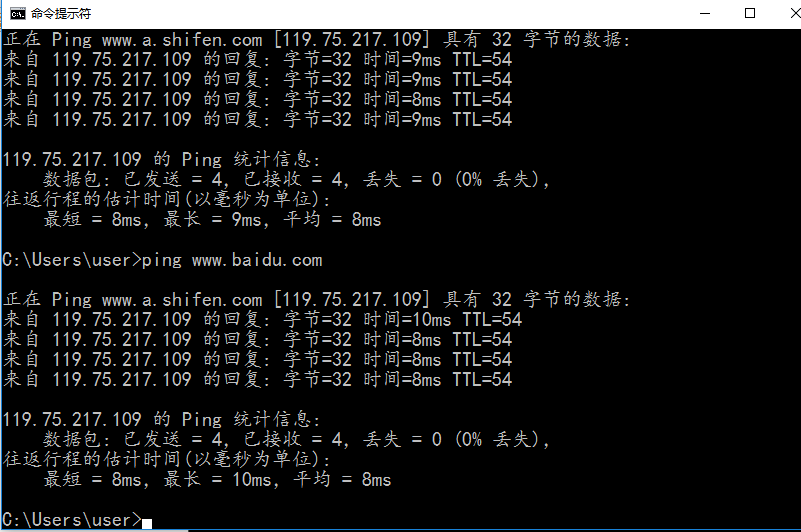 命令提示符
正在 Ping www.a.shifen.com [119.75.217.109] 具有 32 字节的数据:
来自 119.75.217.109 的回复: 字节=32 时间=9ms TTL=54
来自 119.75.217.109 的回复: 字节=32 时间=9ms TTL=54
来自 119.75.217.109 的回复: 字节=32 时间=8ms TTL=54
来自 119.75.217.109 的回复: 字节=32 时间=9ms TTL=54
119.75.217.109 的 Ping 统计信息:
数据包: 已发送 = 4, 已接收 = 4, 丢失 = 0 (0% 丢失),
往返行程的估计时间(以毫秒为单位):
最短 = 8ms, 最长 = 9ms, 平均 = 8ms
C:\Users\user>ping www.baidu.com
正在 Ping www.a.shifen.com [119.75.217.109] 具有 32 字节的数据:
来自 119.75.217.109 的回复: 字节=32 时间=10ms TTL=54
来自 119.75.217.109 的回复: 字节=32 时间=8ms TTL=54
来自 119.75.217.109 的回复: 字节=32 时间=8ms TTL=54
来自 119.75.217.109 的回复: 字节=32 时间=8ms TTL=54
119.75.217.109 的 Ping 统计信息:
数据包: 已发送 = 4, 已接收 = 4, 丢失 = 0 (0% 丢失),
往返行程的估计时间(以毫秒为单位):
最短 = 8ms, 最长 = 10ms, 平均 = 8ms
C:\Users\user>